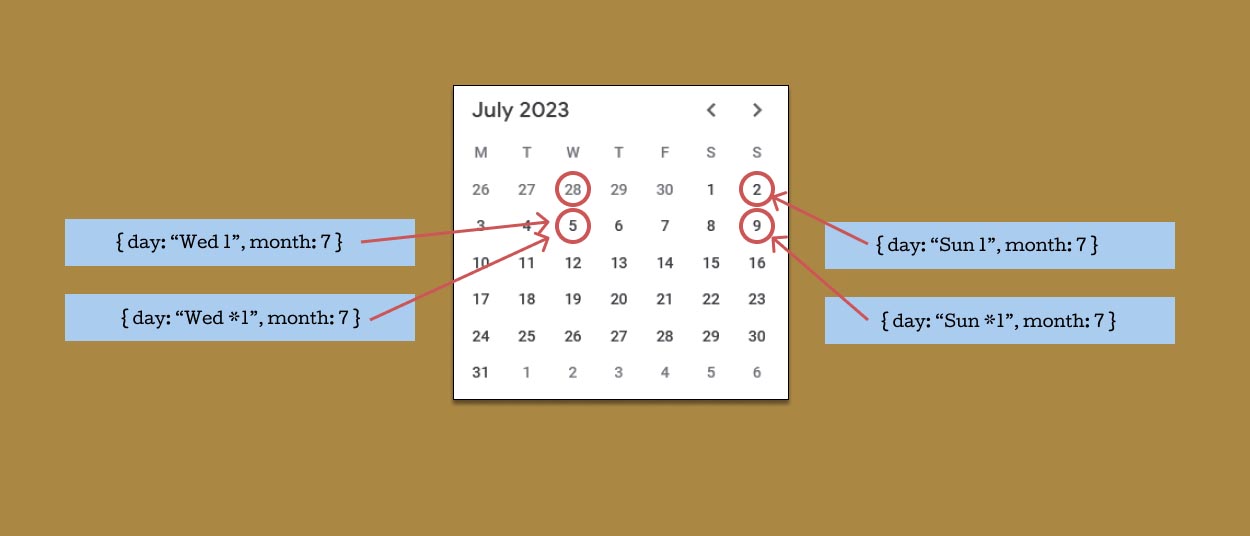 July 2023
M T W T F S S
26 27 28 29 30 1 2
3 4 5 6 7 8 9
10 11 12 13 14 15 16
17 18 19 20 21 22 23
24 25 26 27 28 29 30
31 1 2 3 4 5 6
{ day: “Wed 1”, month: 7 }
{ day: “Wed *1”, month: 7 }
{ day: “Sun 1”, month: 7 }
{ day: “Sun *1”, month: 7 }